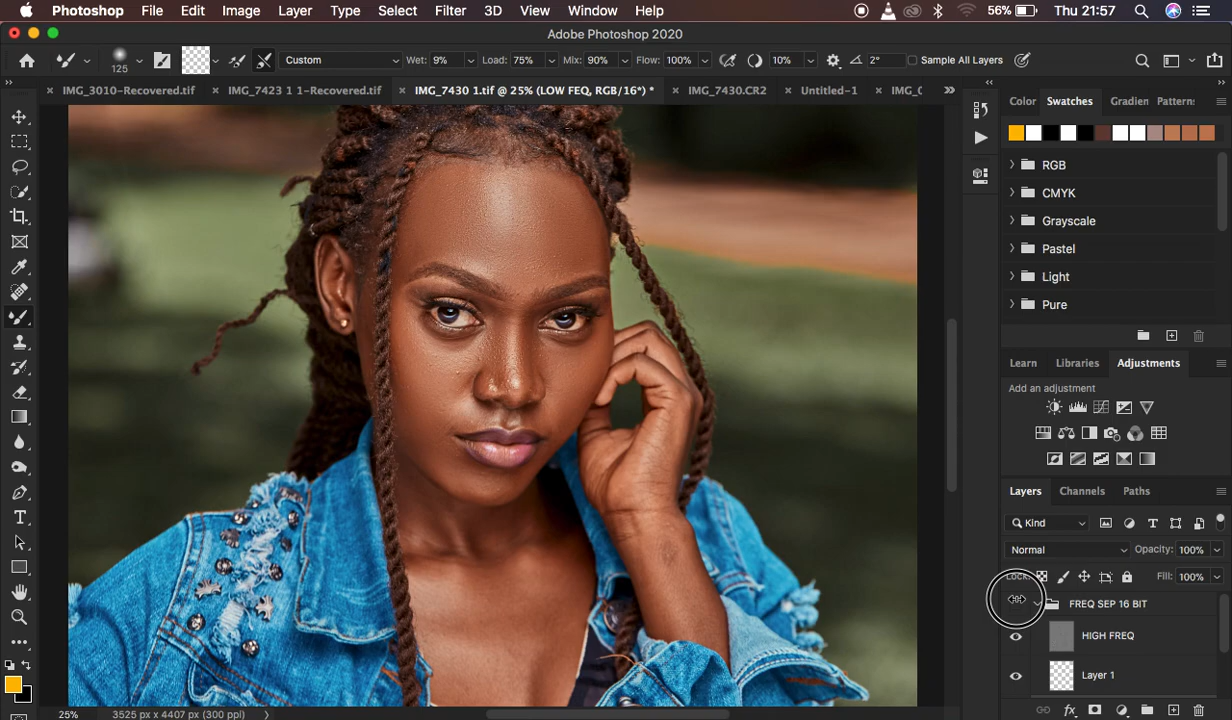 Photoshop File Edit Image Layer Type Select Filter 3D View Window Help 56% Thu 21:57
Adobe Photoshop 2020
125 Custom Wet: 9% Load: 75% Mix: 90% Flow: 100% 10% 2° Sample All Layers
IMG_3010-Recovered.tif IMG_7423 1 1-Recovered.tif IMG_7430 1.tif @ 25% (LOW FEQ, RGB/16*) * IMG_7430.CR2 Untitled-1
Color Swatches Gradien Patterns
RGB
CMYK
Grayscale
Pastel
Light
Pure
Learn Libraries Adjustments
Add an adjustment
Layers Channels Paths
Kind
Normal Opacity: 100%
Lock: Fill: 100%
FREQ SEP 16 BIT
HIGH FREQ
Layer 1
25% 3525 px x 4407 px (300 ppi)